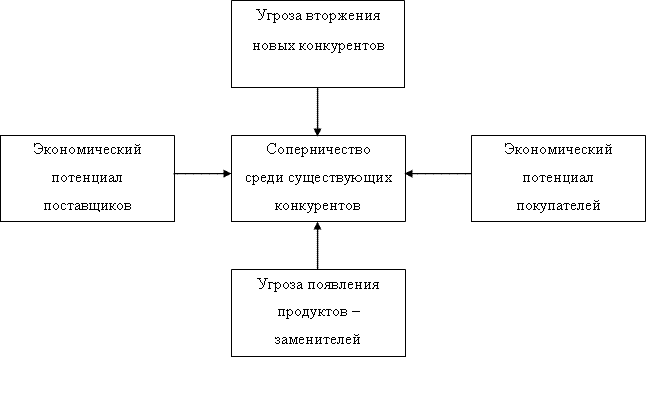 Угроза вторжения
новых конкурентов
Экономический
потенциал
поставщиков
Соперничество
среди существующих
конкурентов
Экономический
потенциал
покупателей
Угроза появления
продуктов –
заменителей